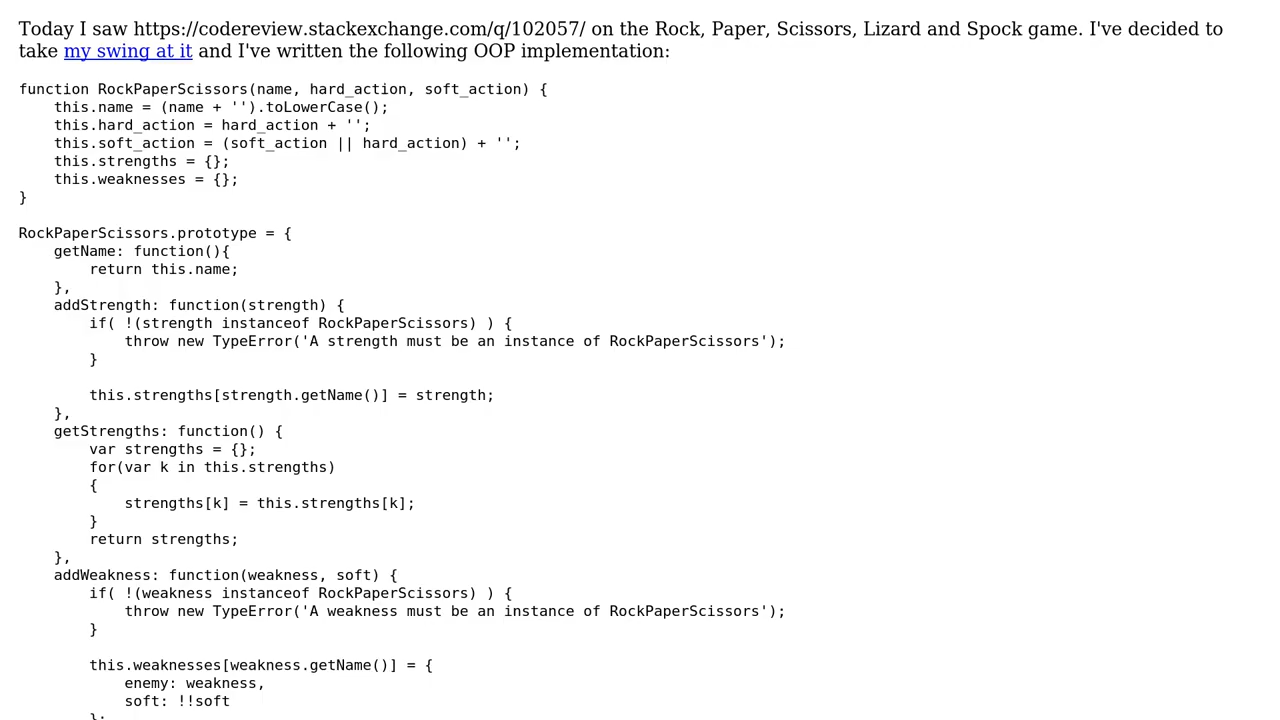 Today I saw https://codereview.stackexchange.com/q/102057/ on the Rock, Paper, Scissors, Lizard and Spock game. I've decided to
take my swing at it and I've written the following OOP implementation:
function RockPaperScissors(name, hard_action, soft_action) {
    this.name = (name + '').toLowerCase();
    this.hard_action = hard_action + '';
    this.soft_action = (soft_action || hard_action) + '';
    this.strengths = {};
    this.weaknesses = {};
}
RockPaperScissors.prototype = {
    getName: function(){
        return this.name;
    },
    addStrength: function(strength) {
        if( !(strength instanceof RockPaperScissors) ) {
            throw new TypeError('A strength must be an instance of RockPaperScissors');
        }
        this.strengths[strength.getName()] = strength;
    },
    getStrengths: function() {
        var strengths = {};
        for(var k in this.strengths)
        {
            strengths[k] = this.strengths[k];
        }
        return strengths;
    },
    addWeakness: function(weakness, soft) {
        if( !(weakness instanceof RockPaperScissors) ) {
            throw new TypeError('A weakness must be an instance of RockPaperScissors');
        }
        this.weaknesses[weakness.getName()] = {
            enemy: weakness,
            soft: !!soft
        };